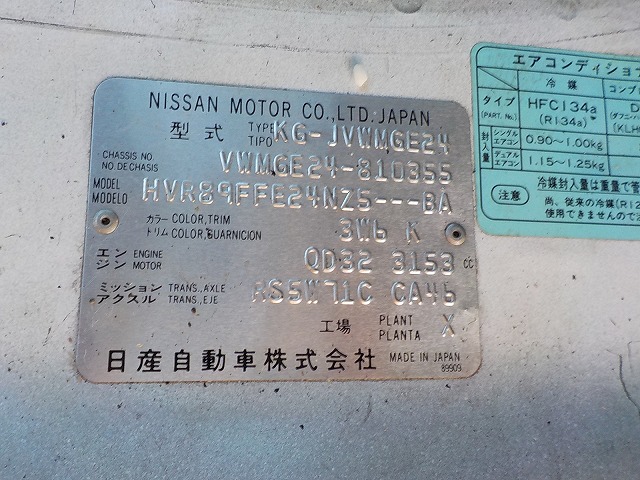 NISSAN MOTOR CO.,LTD.JAPAN
型式 TYPE TIPO KG-JVWMGE24
CHASSIS NO. NO.DE CHASIS VWMGE24-810355
MODEL MODELO HVR89FFE24NZ5---BA
カラー COLOR,TRIM
トリム COLOR,GUARNICION 3W6 K
エンジン ENGINE MOTOR QD32 3153 CC
ミッション TRANS.,AXLE
アクスル TRANS.,EJE RS5W71C CA46
工場 PLANT PLANTA X
日産自動車株式会社 MADE IN JAPAN
89909
エアコンディショ
冷媒 コンプ
タイプ (PART. No.) HFC134a (R134a)
封入量 シングルエアコン 0.90〜1.00kg
デュアルエアコン 1.15〜1.25kg
冷媒封入量は重量で
注意 尚、従来の冷媒(R12
使用できませんので